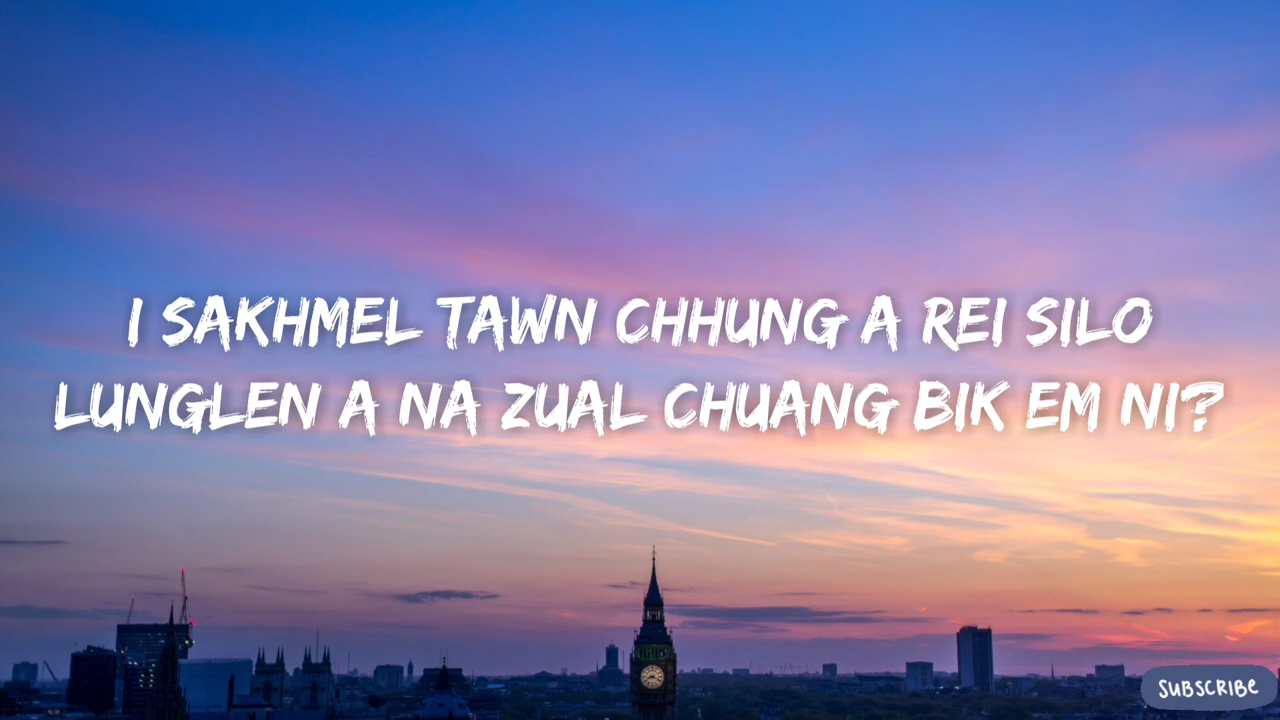 I SAKHMEL TAWN CHHUNG A REI SILO
LUNGLEN A NA ZUAL CHUANG BIK EM NI?
SUBSCRIBE